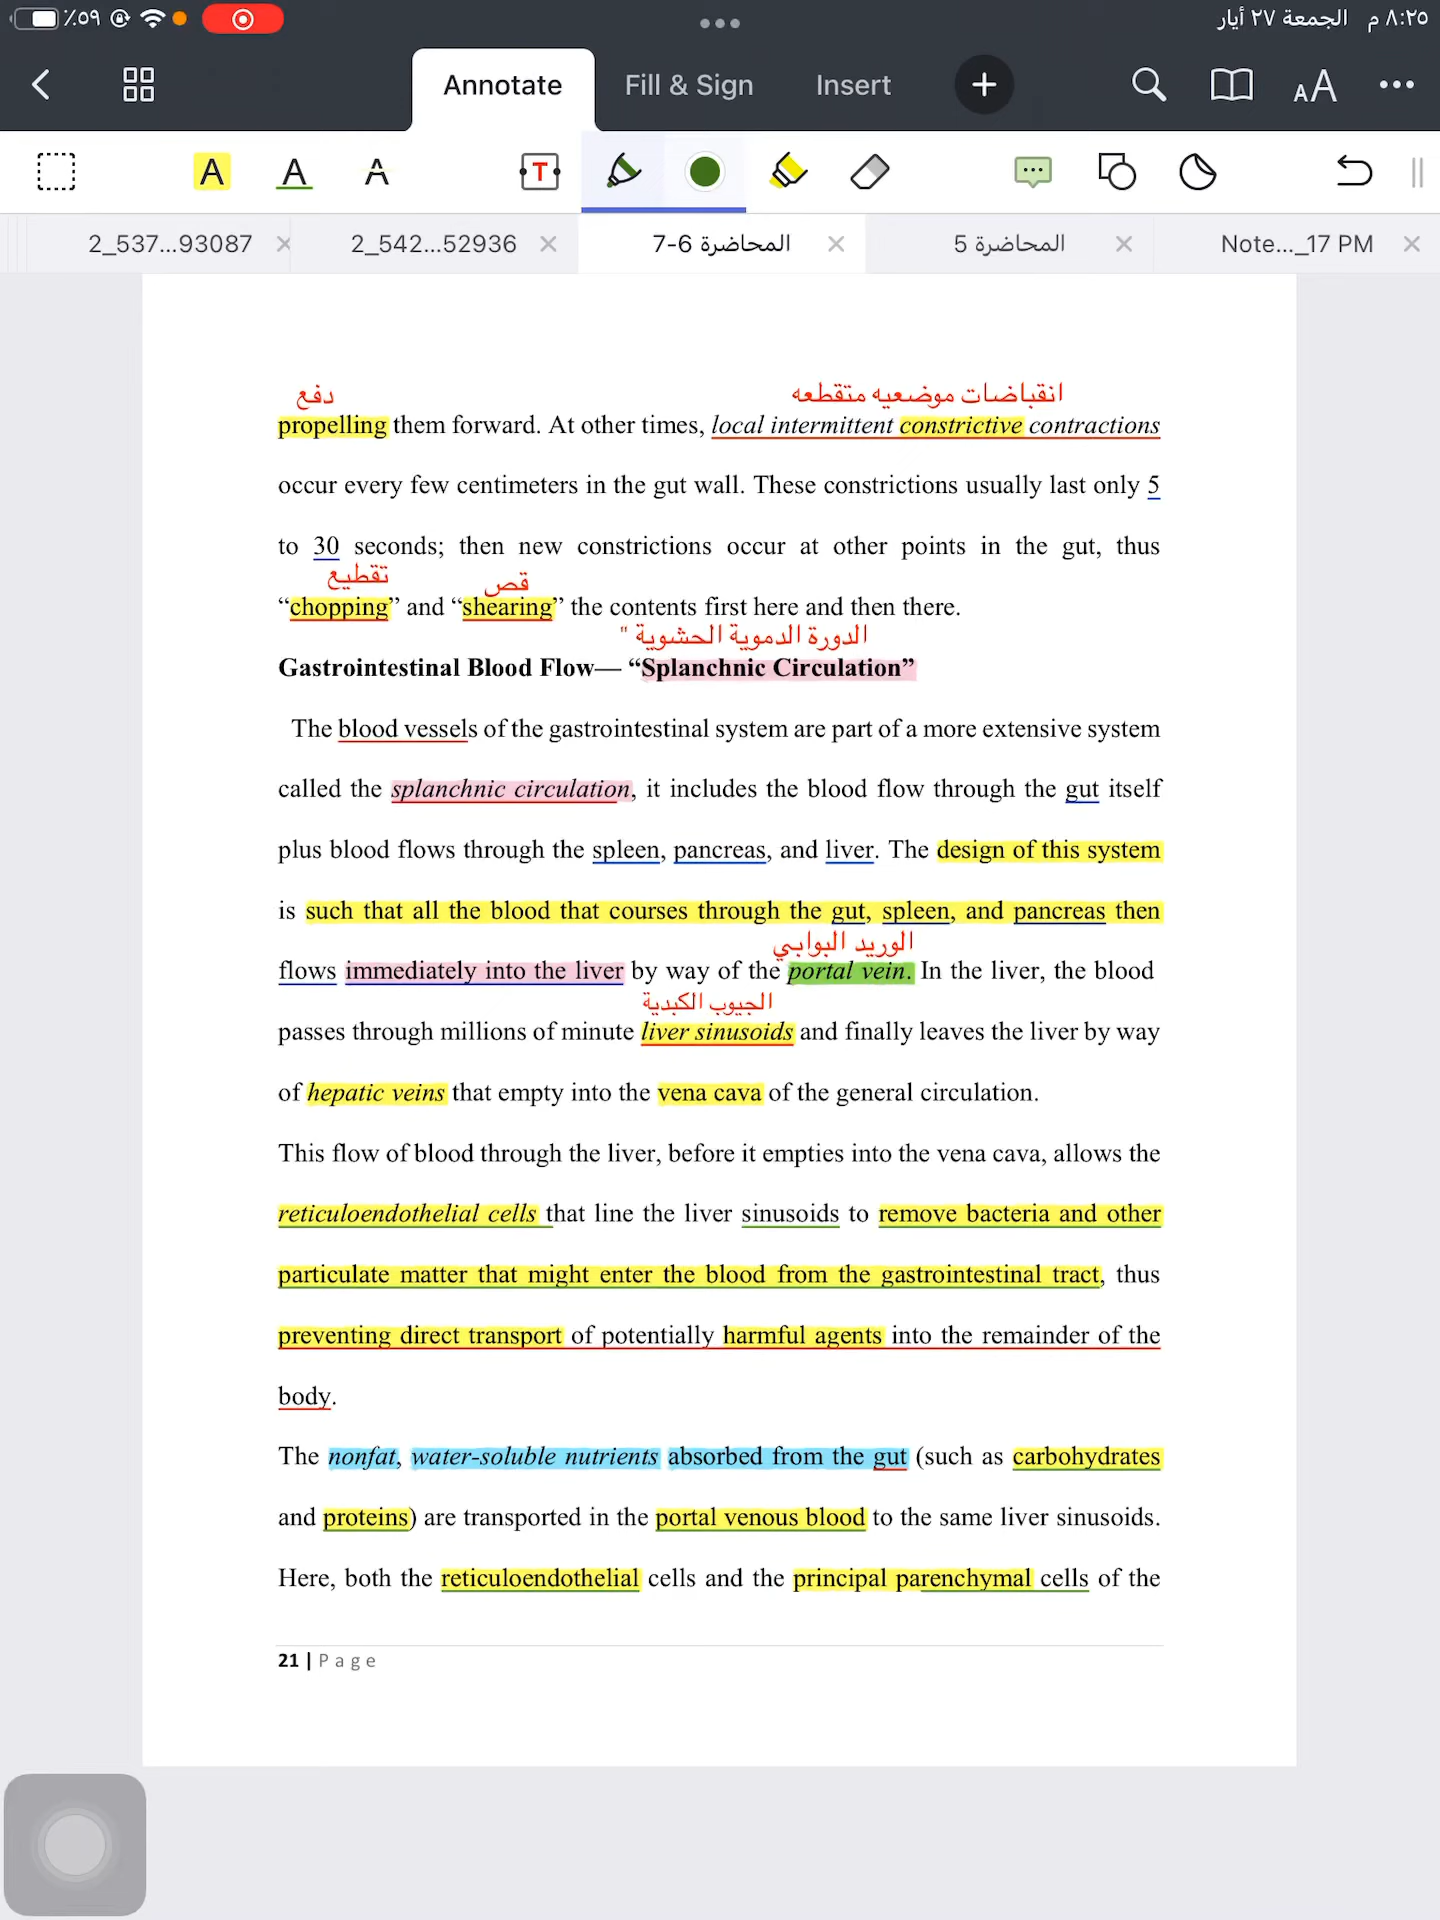 ٪٥٩
٨:٢٥ م الجمعة ٢٧ أيار
Annotate Fill & Sign Insert
2_537...93087 2_542...52936 المحاضرة 6-7 المحاضرة 5 Note..._17 PM
دفع انقباضات موضعيه متقطعه
propelling them forward. At other times, local intermittent constrictive contractions
occur every few centimeters in the gut wall. These constrictions usually last only 5
to 30 seconds; then new constrictions occur at other points in the gut, thus
تقطيع قص
“chopping” and “shearing” the contents first here and then there.
الدورة الدموية الحشوية "
Gastrointestinal Blood Flow— “Splanchnic Circulation”
The blood vessels of the gastrointestinal system are part of a more extensive system
called the splanchnic circulation, it includes the blood flow through the gut itself
plus blood flows through the spleen, pancreas, and liver. The design of this system
is such that all the blood that courses through the gut, spleen, and pancreas then
الوريد البوابي
flows immediately into the liver by way of the portal vein. In the liver, the blood
الجيوب الكبدية
passes through millions of minute liver sinusoids and finally leaves the liver by way
of hepatic veins that empty into the vena cava of the general circulation.
This flow of blood through the liver, before it empties into the vena cava, allows the
reticuloendothelial cells that line the liver sinusoids to remove bacteria and other
particulate matter that might enter the blood from the gastrointestinal tract, thus
preventing direct transport of potentially harmful agents into the remainder of the
body.
The nonfat, water-soluble nutrients absorbed from the gut (such as carbohydrates
and proteins) are transported in the portal venous blood to the same liver sinusoids.
Here, both the reticuloendothelial cells and the principal parenchymal cells of the
21 | Page